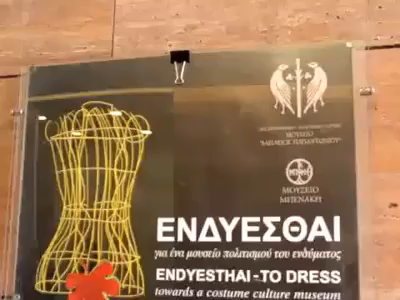 ΜΟΥΣΕΙΟ
ΜΠΕΝΑΚΗ
ΕΝΔΥΕΣΘΑΙ
για ένα μουσείο πολιτισμού του ενδύματος
ENDYESTHAI - TO DRESS
towards a costume culture museum